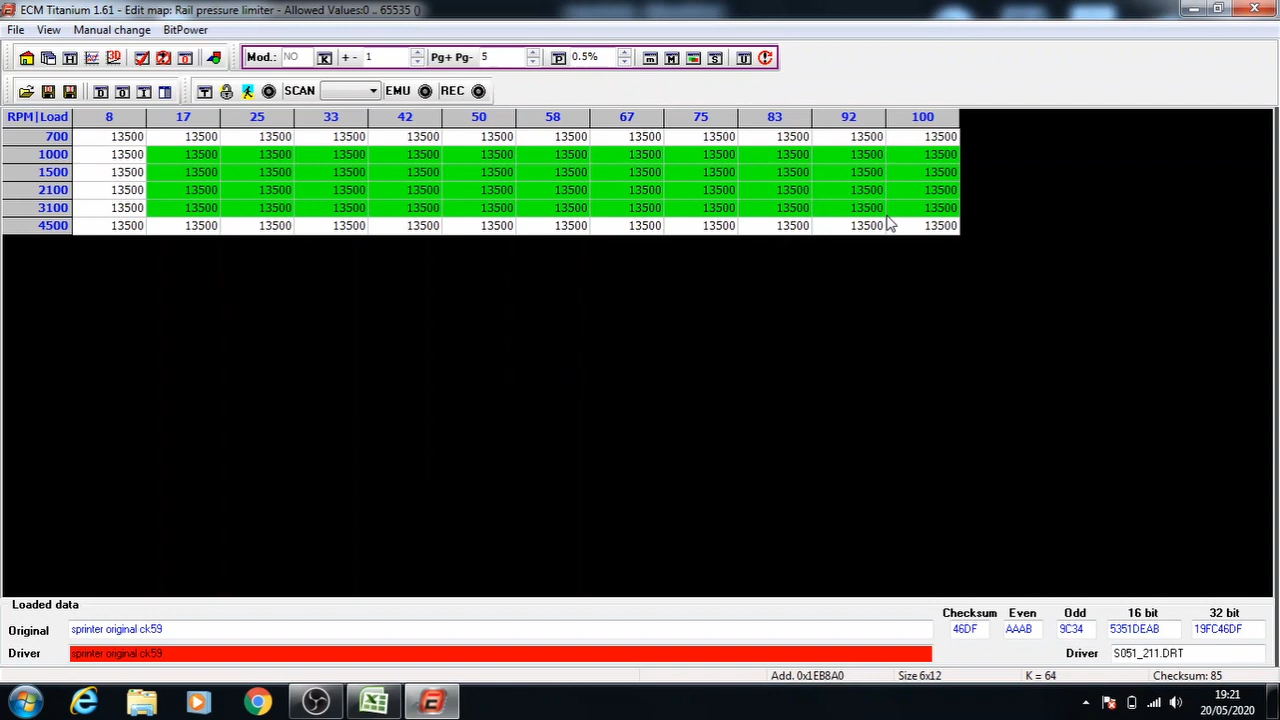 ECM Titanium 1.61 - Edit map: Rail pressure limiter - Allowed Values:0 .. 65535 ()
File View Manual change BitPower
Mod.: NO K + - 1 Pg+ Pg- 5 P 0.5% m M S U
D O I T SCAN EMU REC
RPM|Load 8 17 25 33 42 50 58 67 75 83 92 100
700 13500 13500 13500 13500 13500 13500 13500 13500 13500 13500 13500 13500
1000 13500 13500 13500 13500 13500 13500 13500 13500 13500 13500 13500 13500
1500 13500 13500 13500 13500 13500 13500 13500 13500 13500 13500 13500 13500
2100 13500 13500 13500 13500 13500 13500 13500 13500 13500 13500 13500 13500
3100 13500 13500 13500 13500 13500 13500 13500 13500 13500 13500 13500 13500
4500 13500 13500 13500 13500 13500 13500 13500 13500 13500 13500 13500 13500
Loaded data
Checksum Even Odd 16 bit 32 bit
Original sprinter original ck59 46DF AAAB 9C34 5351DEAB 19FC46DF
Driver sprinter original ck59 Driver S051_211.DRT
Add. 0x1EB8A0 Size 6x12 K = 64 Checksum: 85
19:21
20/05/2020